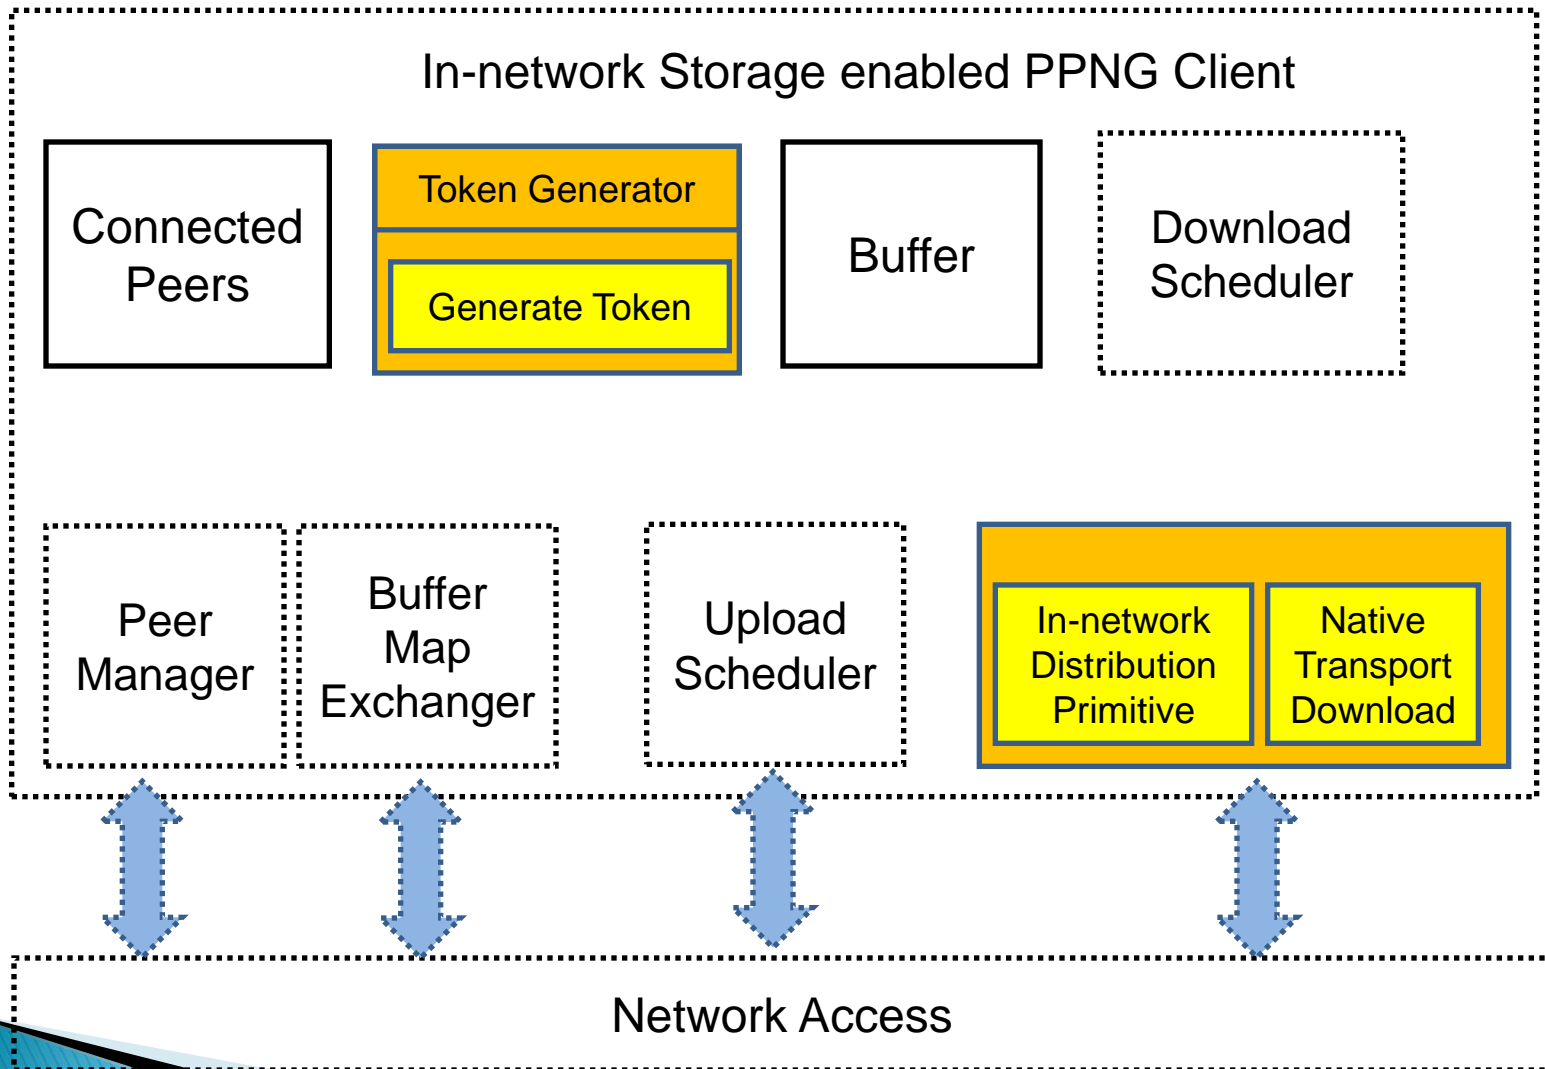 In-network Storage enabled PPNG Client
Connected
Peers
Token Generator
Generate Token
Buffer
Download
Scheduler
Peer
Manager
Buffer
Map
Exchanger
Upload
Scheduler
In-network
Distribution
Primitive
Native
Transport
Download
Network Access